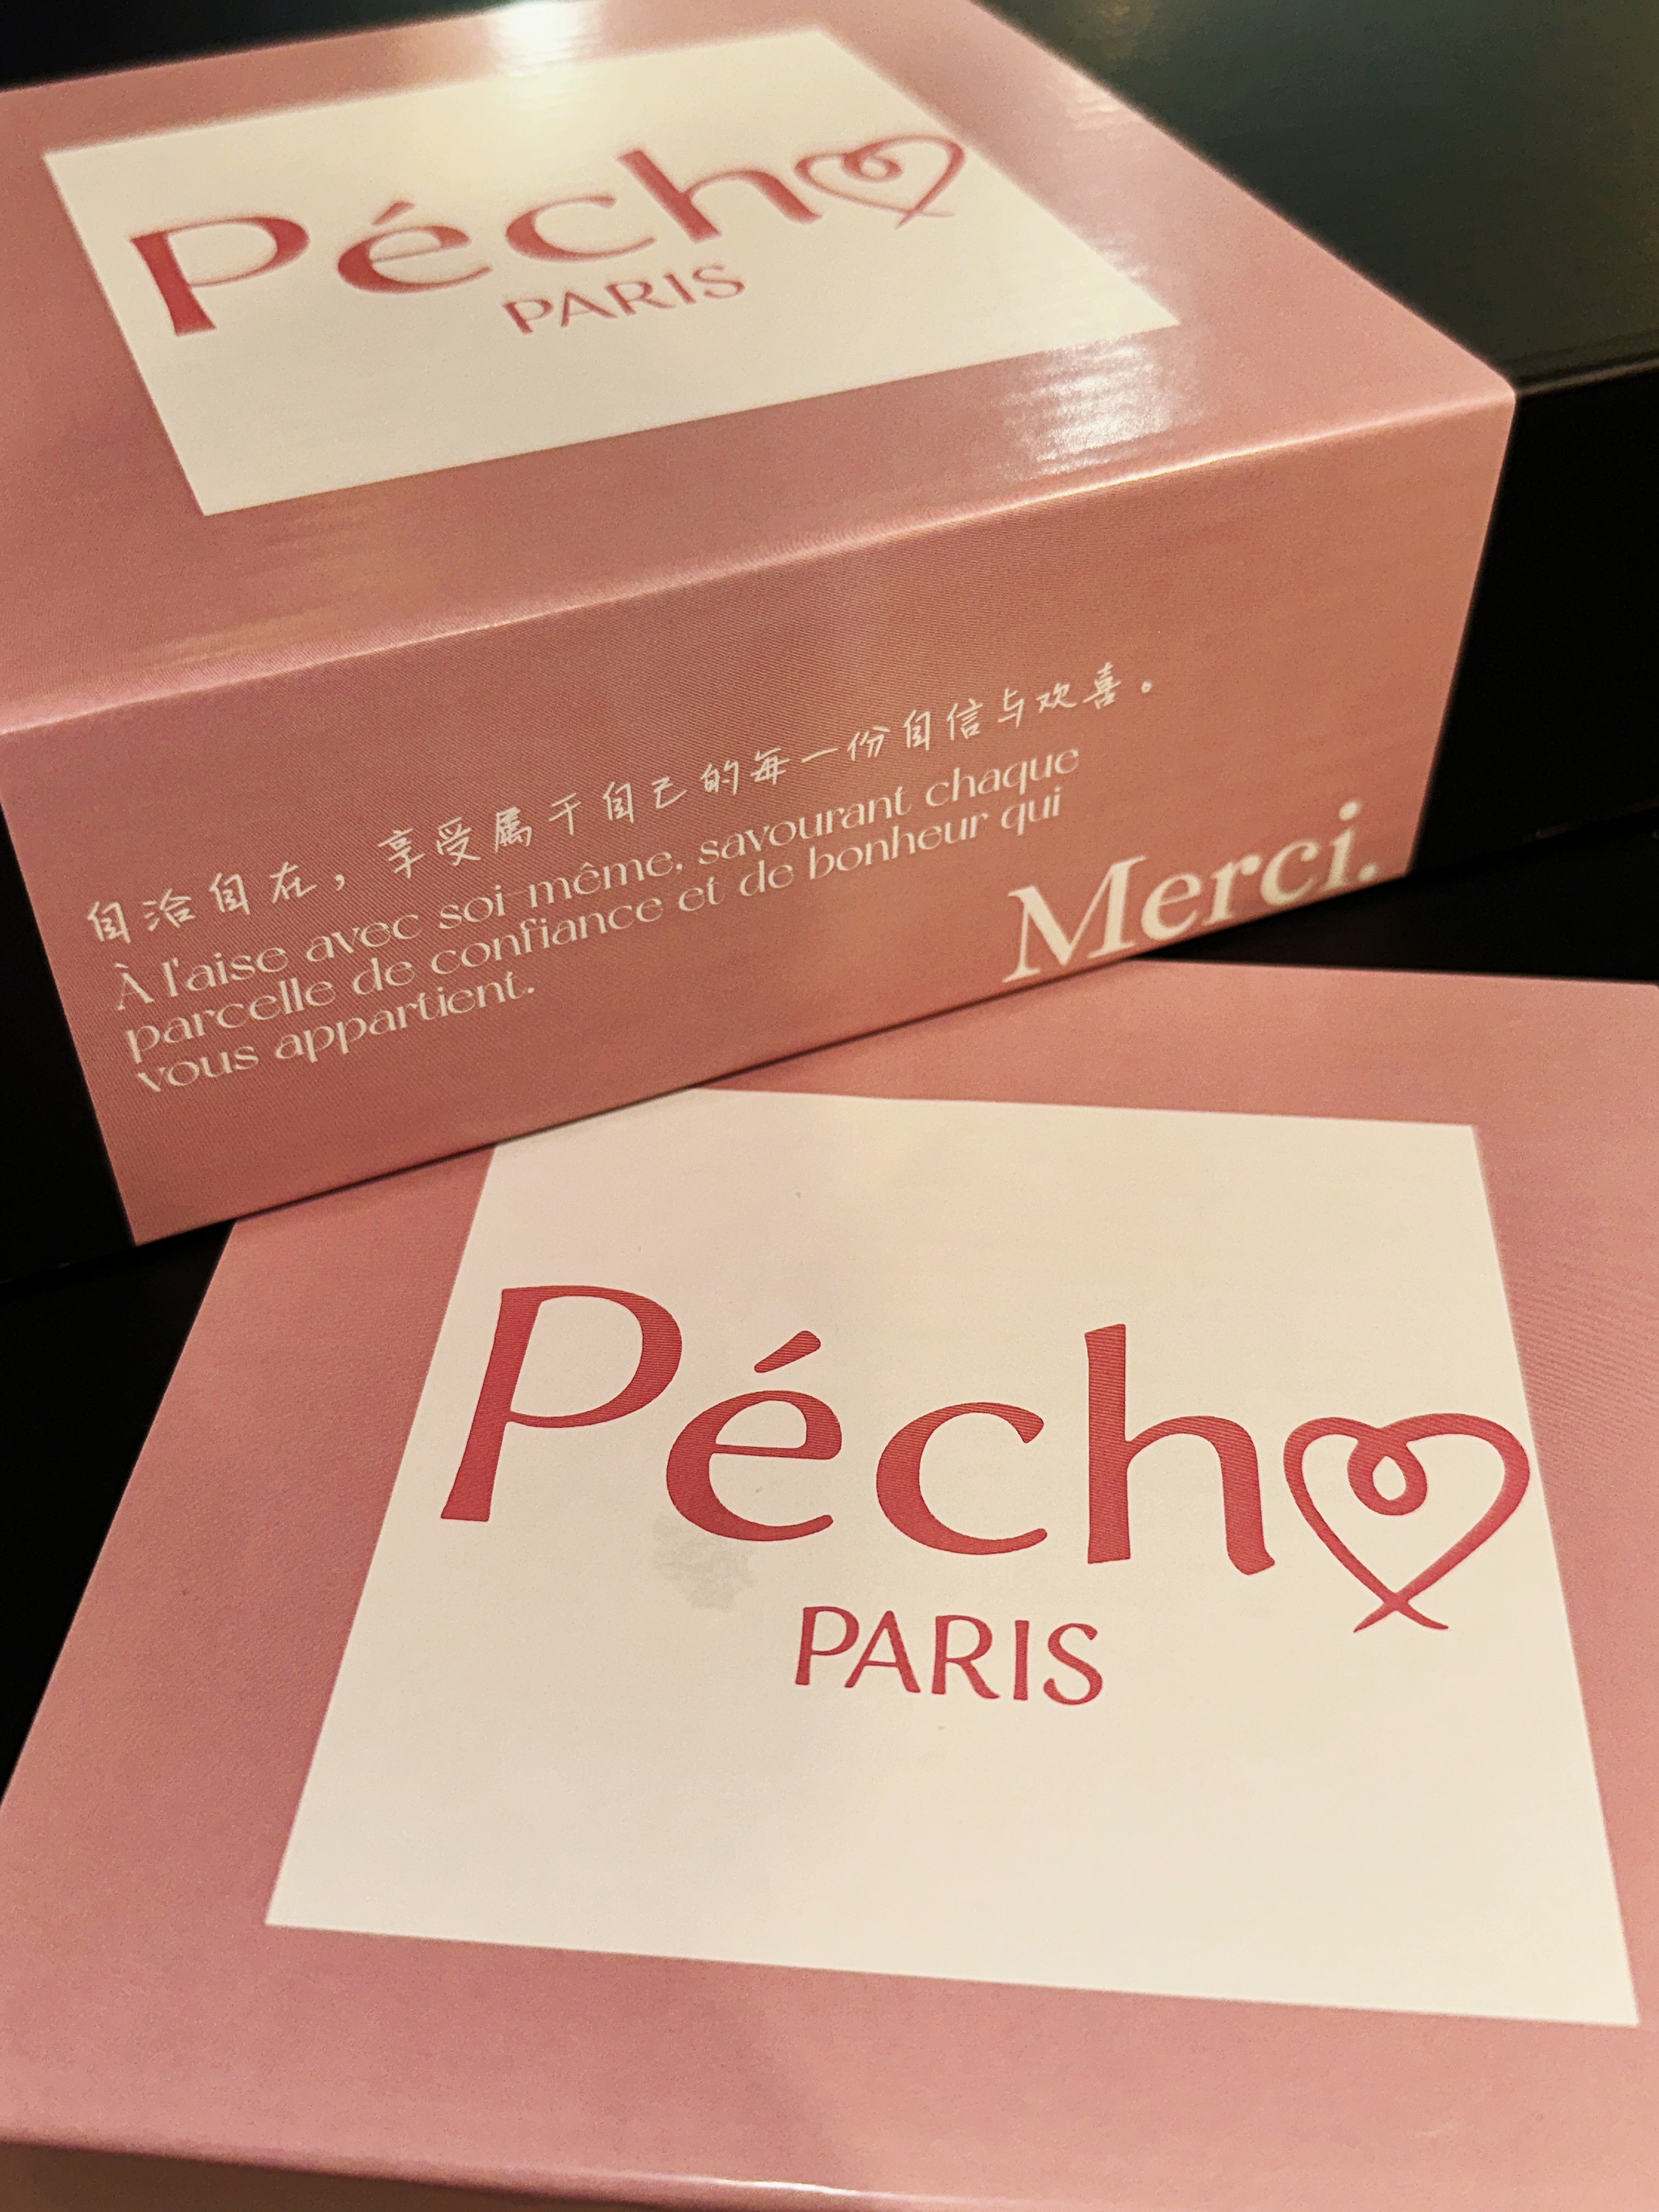 Pécho
PARIS
自洽自在，享受属于自己的每一份自信与欢喜。
À l'aise avec soi-même, savourant chaque
parcelle de confiance et de bonheur qui
vous appartient.
Merci.
Pécho
PARIS